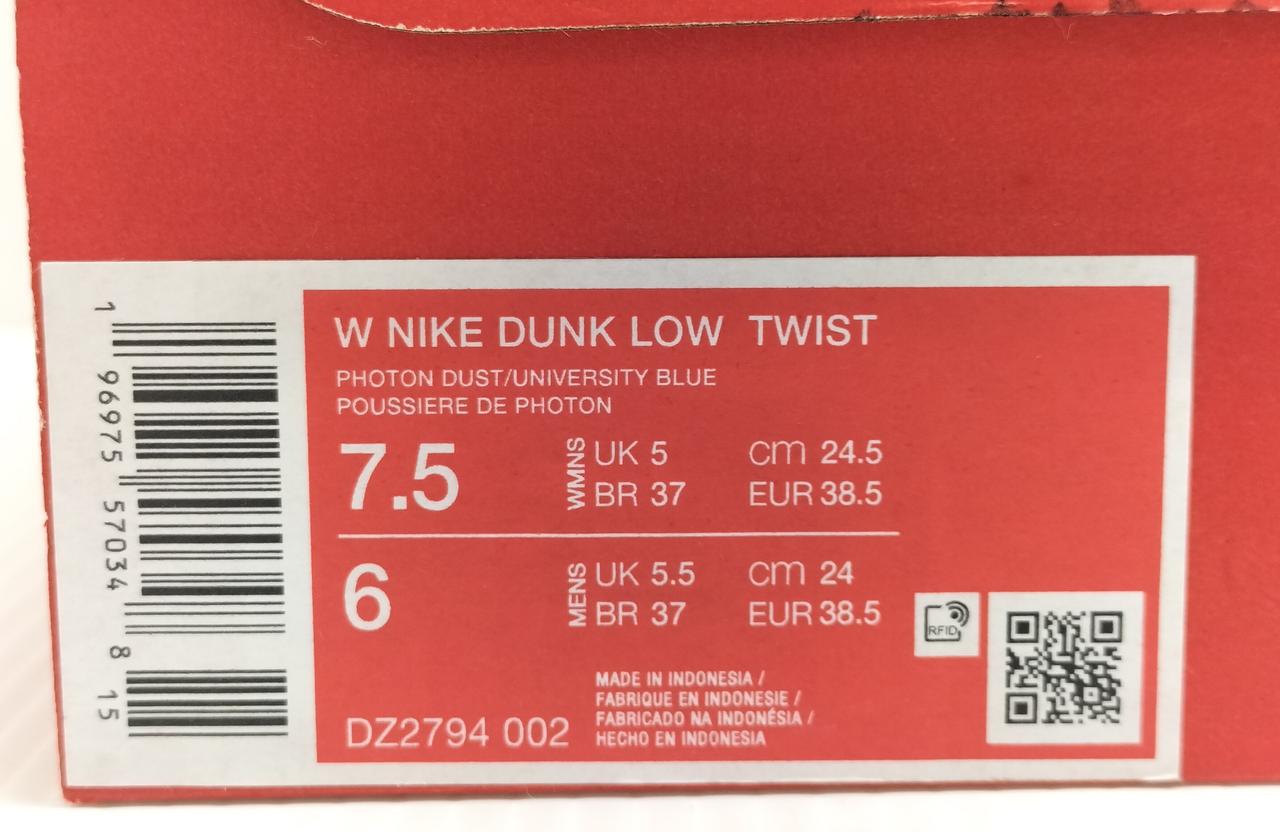 W NIKE DUNK LOW TWIST
PHOTON DUST/UNIVERSITY BLUE
POUSSIERE DE PHOTON
7.5
WMNS
UK 5
cm 24.5
BR 37
EUR 38.5
6
MENS
UK 5.5
cm 24
BR 37
EUR 38.5
RFID
MADE IN INDONESIA /
FABRIQUE EN INDONESIE /
FABRICADO NA INDONÉSIA /
HECHO EN INDONESIA
DZ2794 002
1 96975 57034 8 15